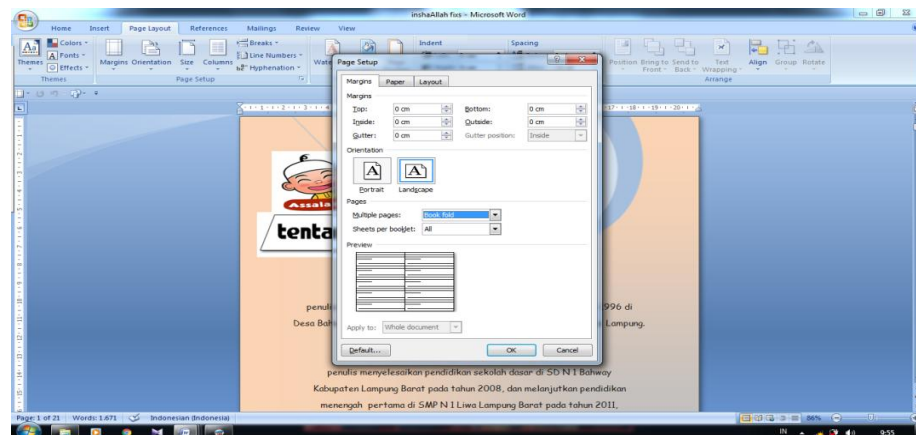 inshaAllah fixs - Microsoft Word
Home Insert Page Layout References Mailings Review View
Colors
Fonts
Effects
Themes
Margins Orientation Size Columns
Breaks
Line Numbers
Hyphenation
Indent Spacing
Position Bring to Front Send to Back Text Wrapping Align Group Rotate
Themes Page Setup Arrange
Page Setup
Margins Paper Layout
Margins
Top: 0 cm Bottom: 0 cm
Inside: 0 cm Outside: 0 cm
Gutter: 0 cm Gutter position: Inside
Orientation
Portrait Landscape
Pages
Multiple pages: Book fold
Sheets per booklet: All
Preview
Apply to: Whole document
Default... OK Cancel
Assala
tenta
penuli 1996 di
Desa Bah Lampung.
penulis menyelesaikan pendidikan sekolah dasar di SD N 1 Bahway
Kabupaten Lampung Barat pada tahun 2008, dan melanjutkan pendidikan
menengah pertama di SMP N 1 Liwa Lampung Barat pada tahun 2011,
Page: 1 of 21 Words: 1.671 Indonesian (Indonesia) 86%
IN 9:55